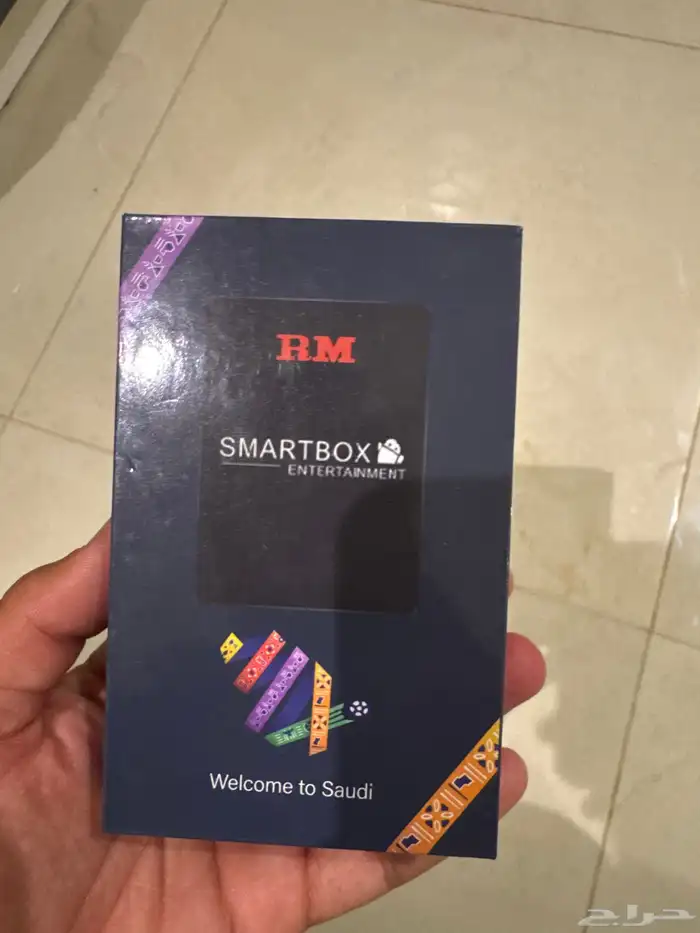 RM
SMARTBOX
ENTERTAINMENT
Welcome to Saudi
حراج